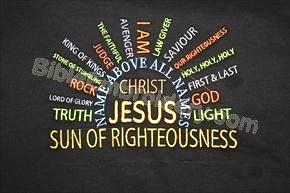 KING OF KINGS
THE FAITHFUL
AVENGER
I AM
LAW GIVER
SAVIOUR
OUR RIGHTEOUSNESS
HOLY, HOLY, HOLY
STONE OF STUMBLING
JUDGE
ROCK
LORD OF GLORY
TRUTH
NAME ABOVE ALL NAMES
FIRST & LAST
GOD
LIGHT
CHRIST
JESUS
SUN OF RIGHTEOUSNESS